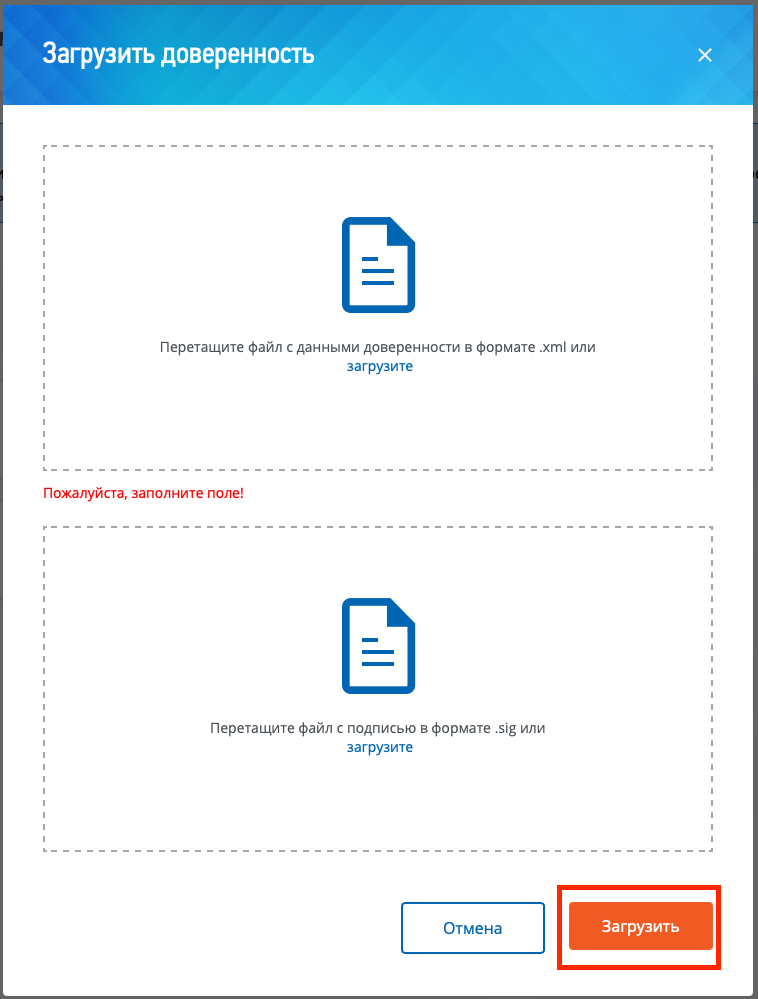 Загрузить доверенность
Перетащите файл с данными доверенности в формате .xml или
загрузите
Пожалуйста, заполните поле!
Перетащите файл с подписью в формате .sig или
загрузите
Отмена
Загрузить